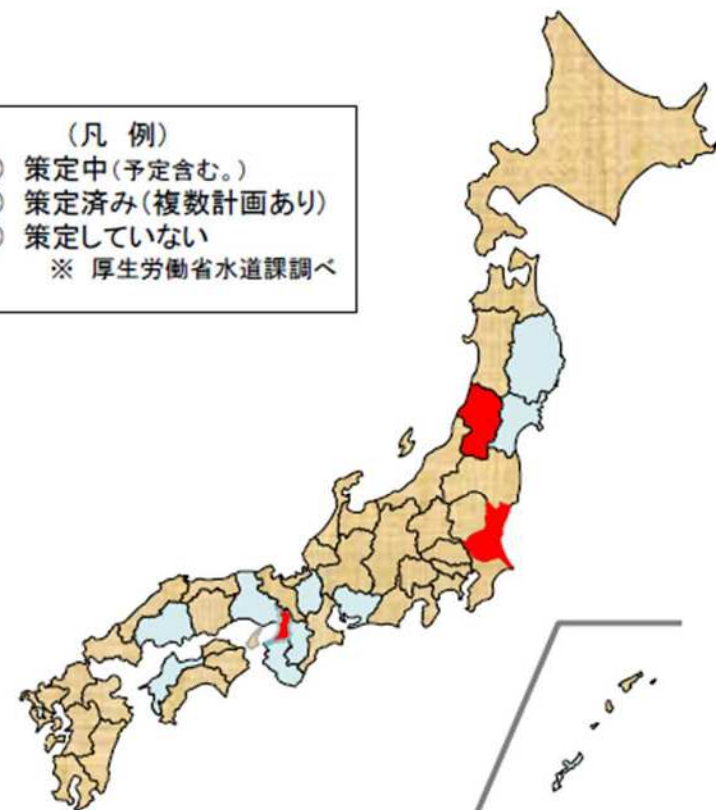 (凡 例)
) 策定中(予定含む。)
) 策定済み(複数計画あり)
) 策定していない
※ 厚生労働省水道課調べ